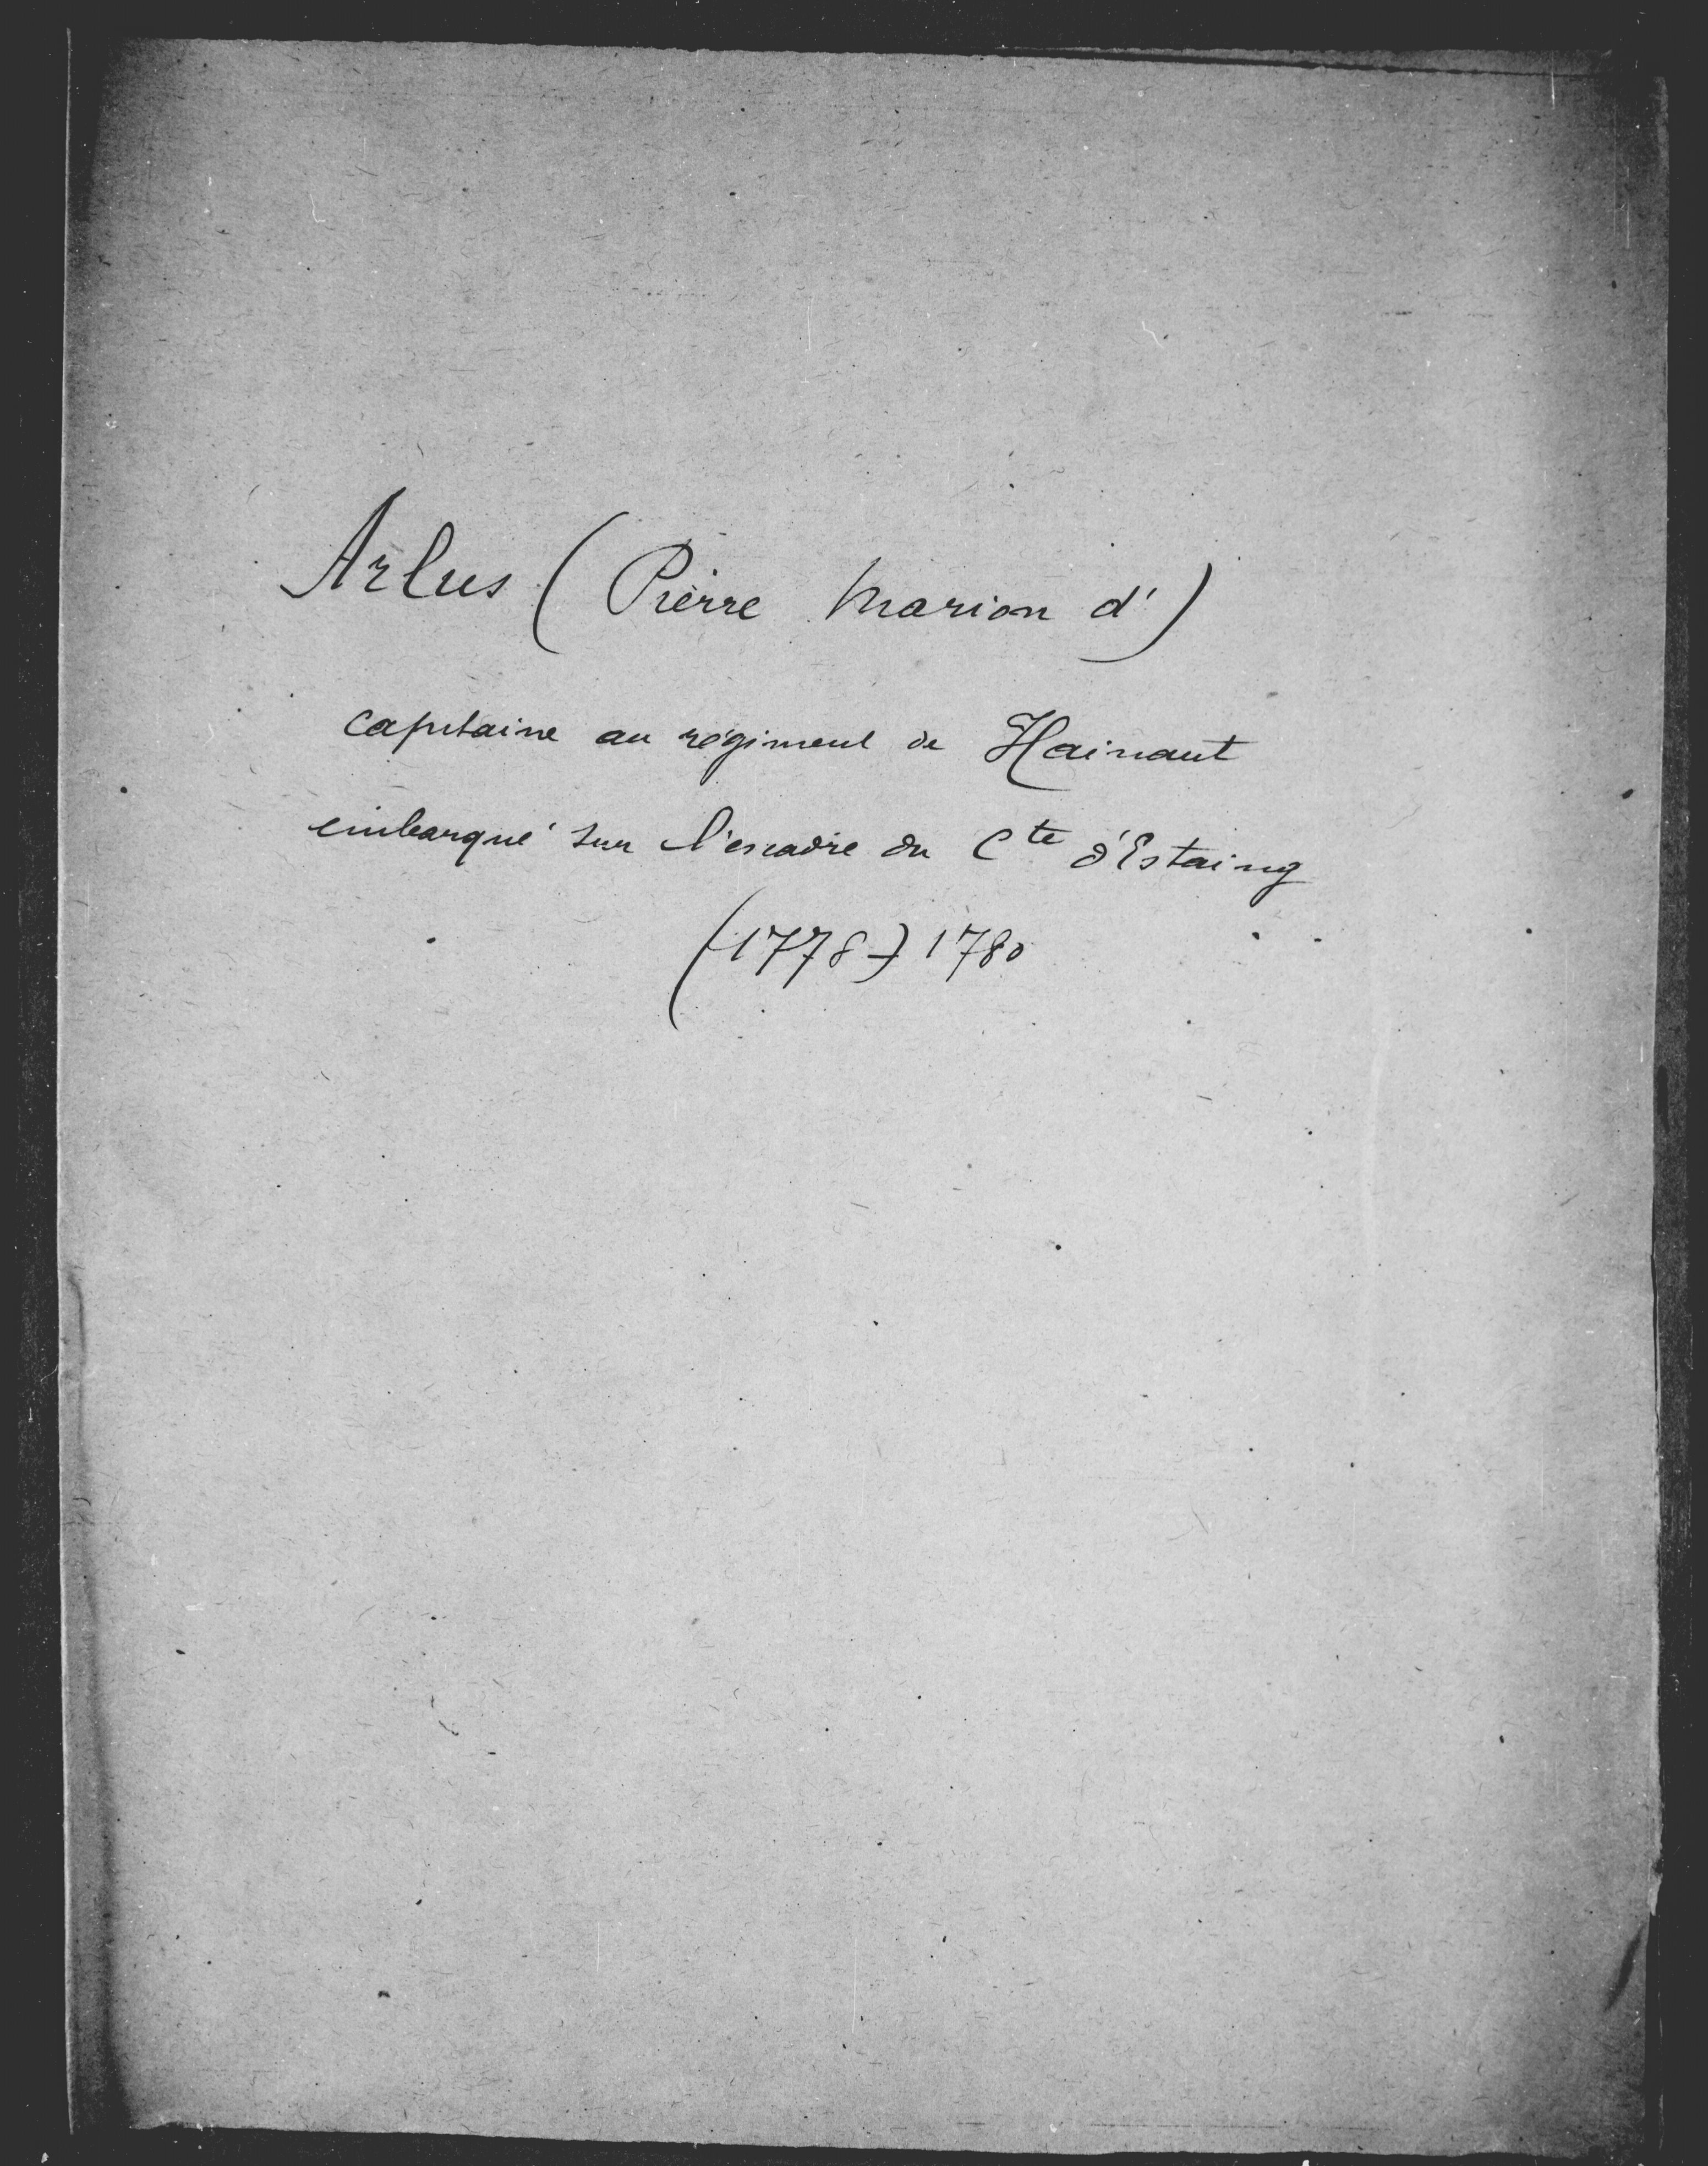 Arlus (Pierre Marion d')
capitaine au régiment de Hainaut
embarqué sur l'escadre du Cte d'Estaing
(1778-) 1780